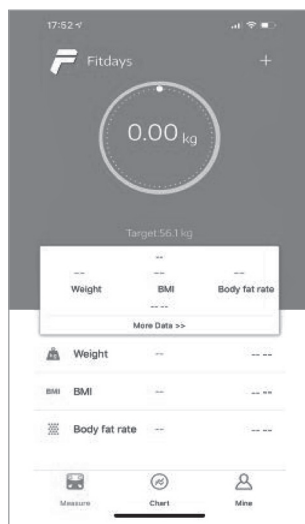 17:52
Fitdays
+
0.00 kg
Target:56.1 kg
--
-- -- --
Weight BMI Body fat rate
-- --
More Data >>
Weight -- -- --
BMI BMI -- -- --
Body fat rate -- -- --
Measure Chart Mine